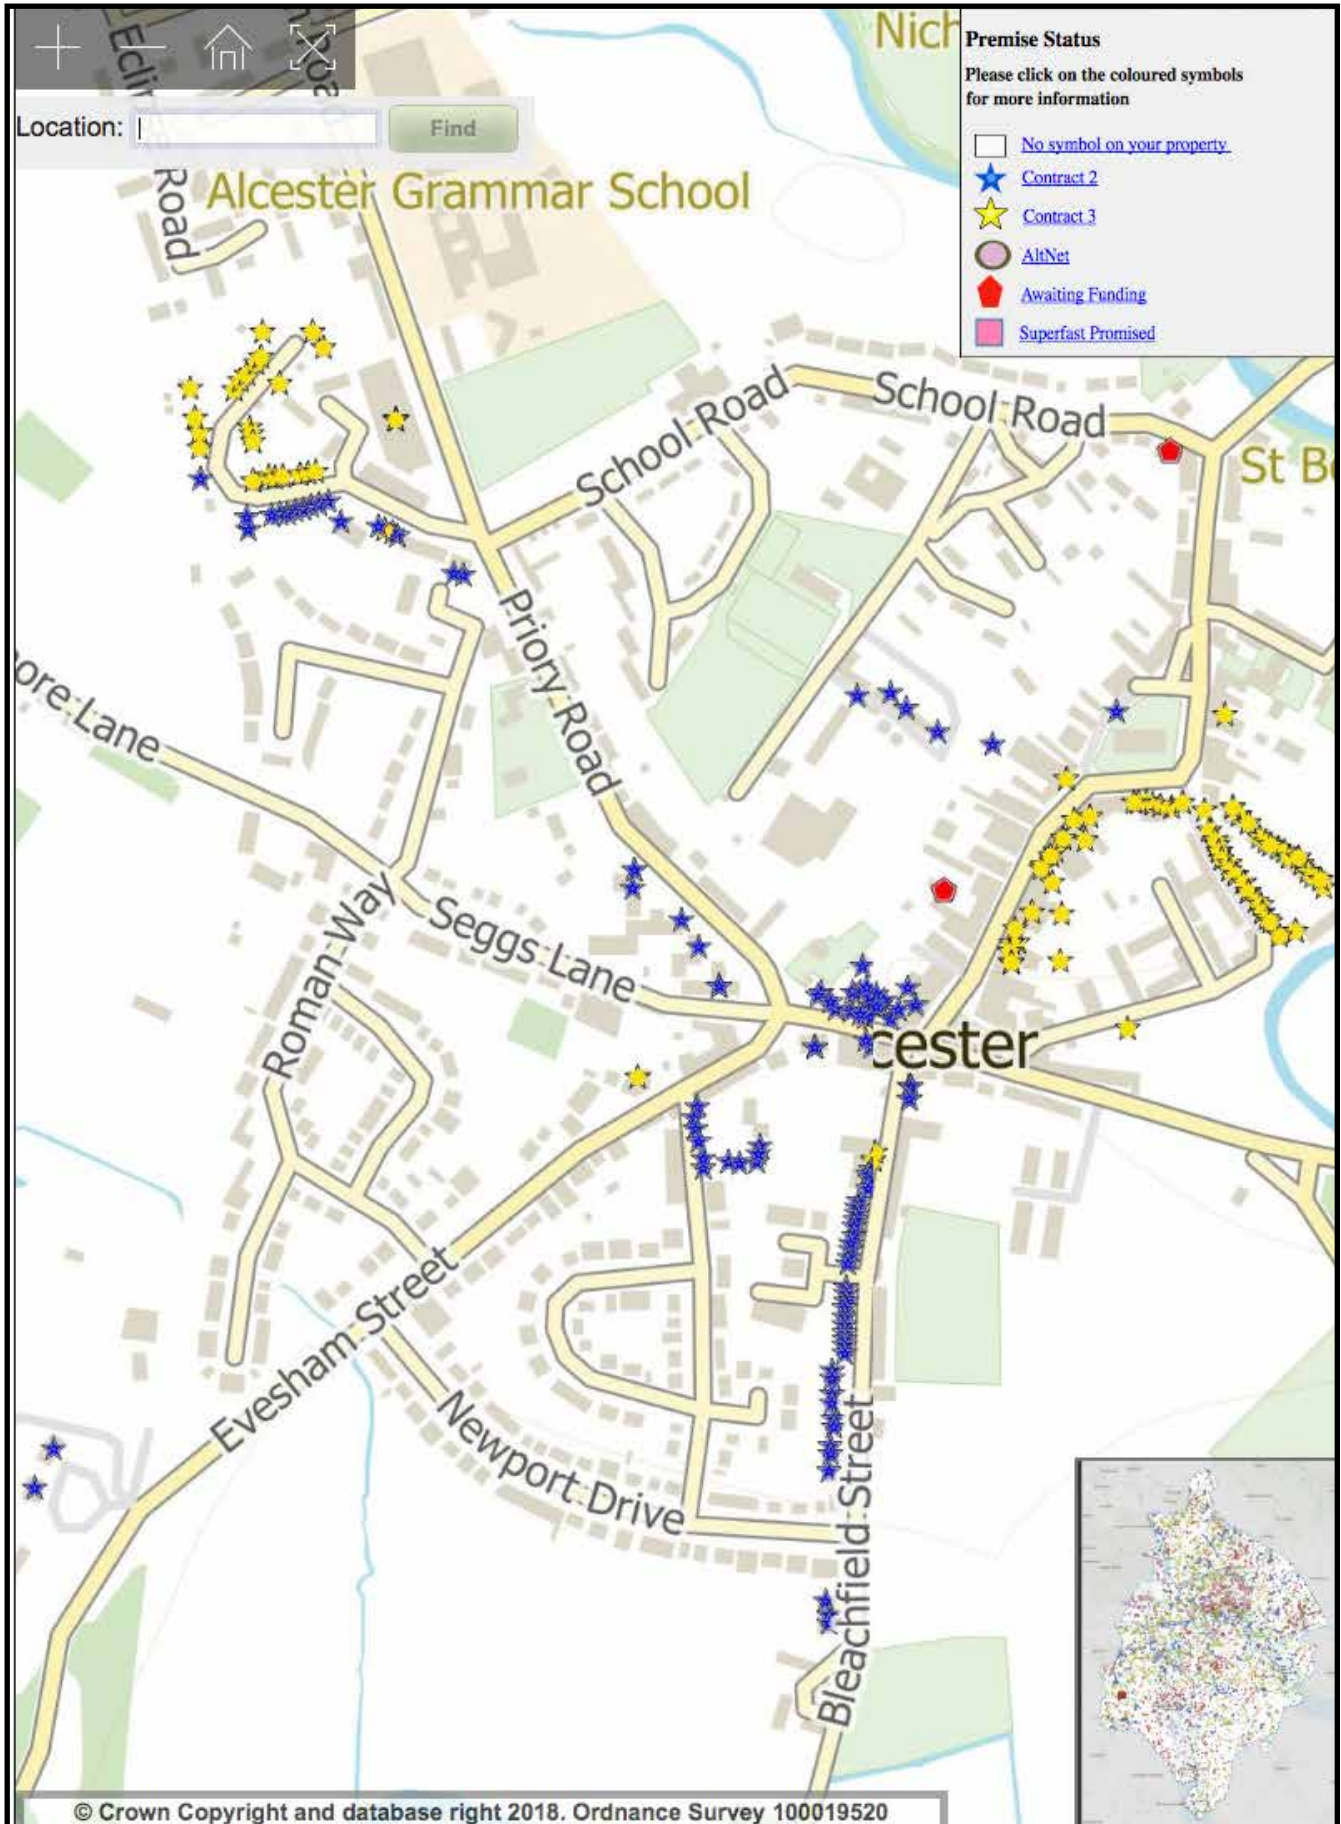 Nich
Premise Status
Please click on the coloured symbols
for more information
Location:
Find
No symbol on your property
Contract 2
Contract 3
AltNet
Awaiting Funding
Superfast Promised
Road
Road
Alcester Grammar School
School Road
School Road
St B
Priory Road
ore Lane
Roman Way
Seggs Lane
cester
Evesham Street
Newport Drive
Bleachfield Street
© Crown Copyright and database right 2018. Ordnance Survey 100019520